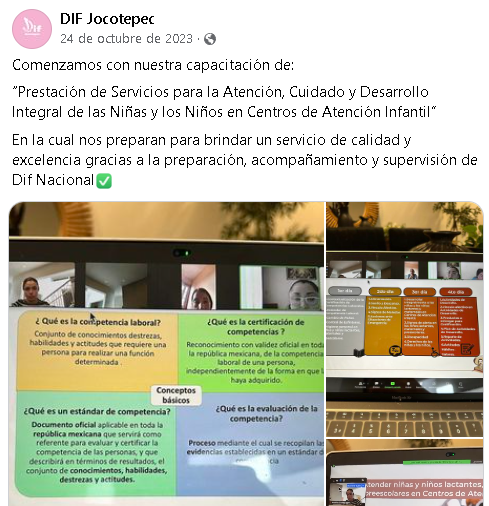 DIF Jocotepec
24 de octubre de 2023
Comenzamos con nuestra capacitación de:
“Prestación de Servicios para la Atención, Cuidado y Desarrollo
Integral de las Niñas y los Niños en Centros de Atención Infantil”
En la cual nos preparan para brindar un servicio de calidad y
excelencia gracias a la preparación, acompañamiento y supervisión de
Dif Nacional✅
¿Qué es la competencia laboral?
Conjunto de conocimientos destrezas,
habilidades y actitudes que requiere una
persona para realizar una función
determinada .
¿Qué es la certificación de
competencias ?
Reconocimiento con validez oficial en toda
la república mexicana, de la competencia
laboral de una persona,
independientemente de la forma en que l
haya adquirido.
Conceptos
básicos
¿Qué es un estándar de competencia?
Documento oficial aplicable en toda la
república mexicana que servirá como
referente para evaluar y certificar la
competencia de las personas, y que
describirá en términos de resultados, el
conjunto de conocimientos, habilidades,
destrezas y actitudes.
¿Qué es la evaluación de la
competencia?
Proceso mediante el cual se recopilan las
evidencias establecidas en un estándar d
1er día
2do día
3er día
4to día
tender niñas y niños lactantes,
reescolares en Centros de Ate